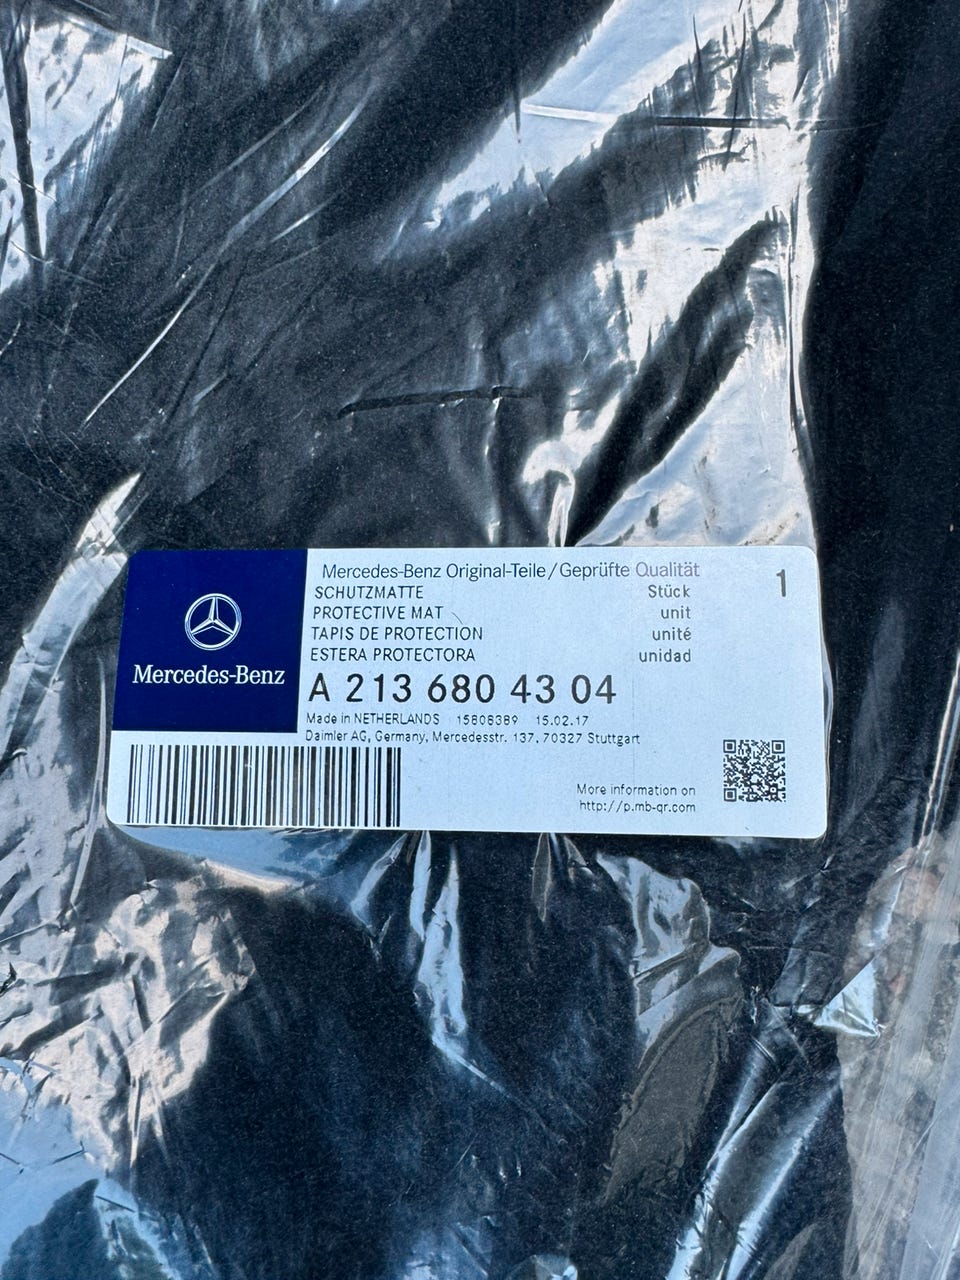 Mercedes-Benz Original-Teile/Geprüfte Qualität 1
SCHUTZMATTE Stück
PROTECTIVE MAT unit
TAPIS DE PROTECTION unité
ESTERA PROTECTORA unidad
Mercedes-Benz
A 213 680 43 04
Made in NETHERLANDS 15808389 15.02.17
Daimler AG, Germany, Mercedesstr. 137, 70327 Stuttgart
More information on
http://p.mb-qr.com